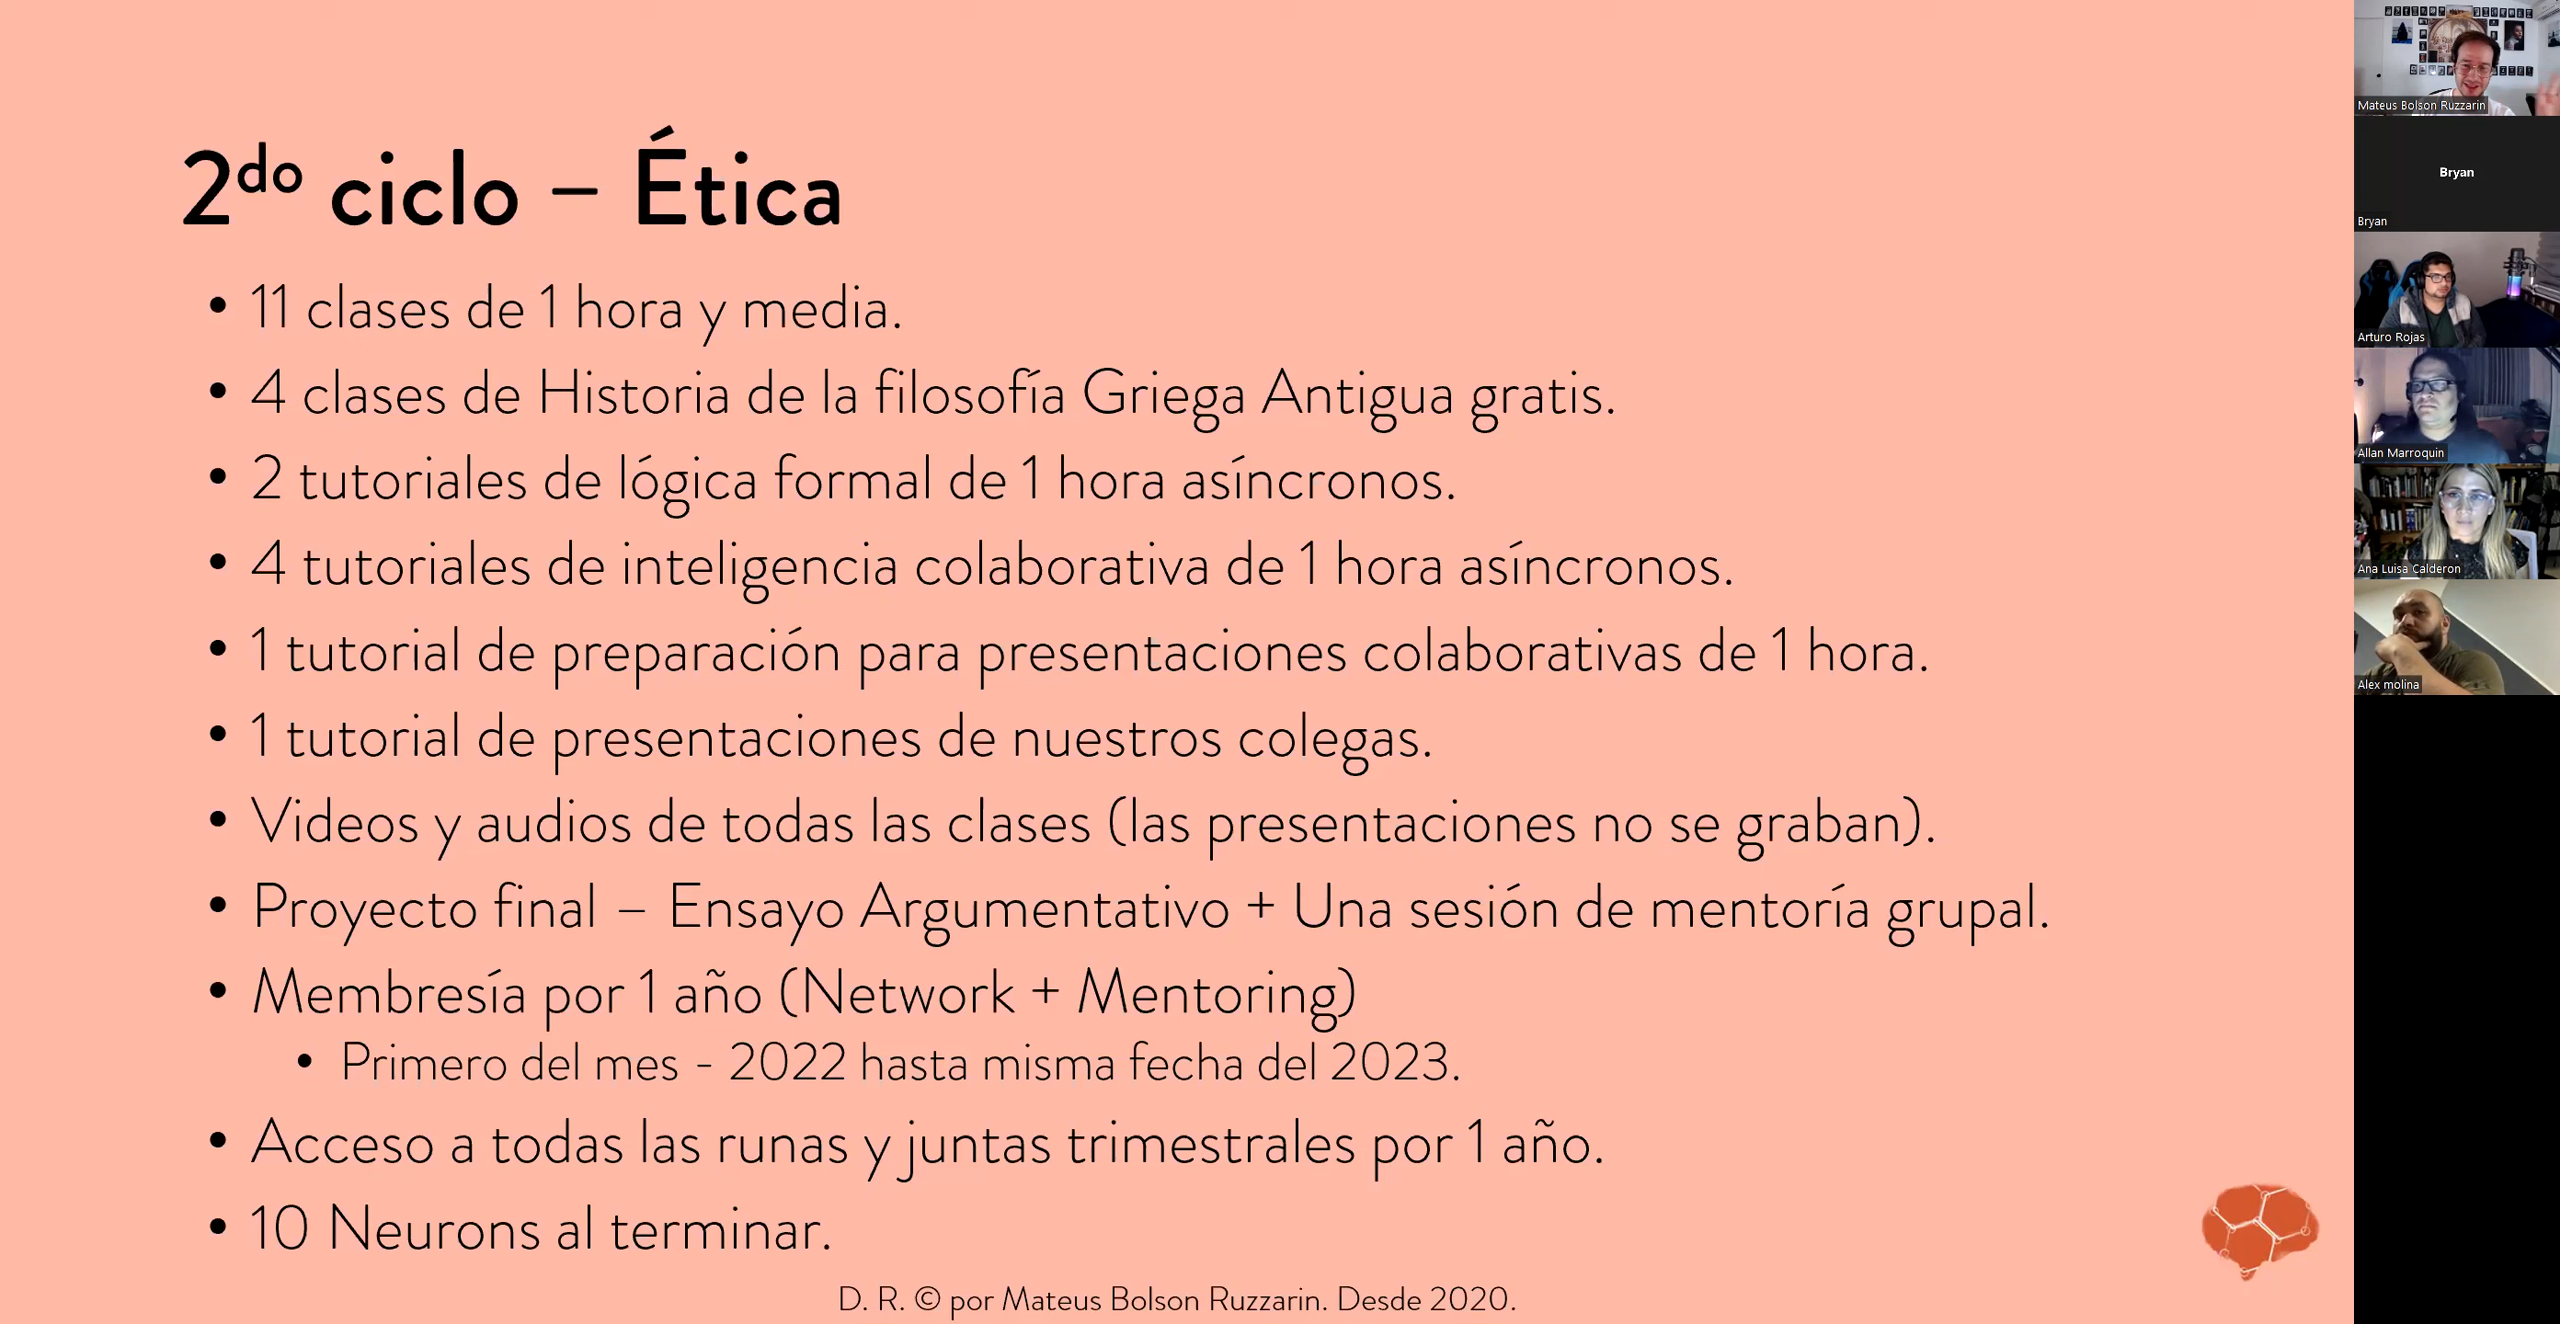 2do ciclo – Ética
• 11 clases de 1 hora y media.
• 4 clases de Historia de la filosofía Griega Antigua gratis.
• 2 tutoriales de lógica formal de 1 hora asíncronos.
• 4 tutoriales de inteligencia colaborativa de 1 hora asíncronos.
• 1 tutorial de preparación para presentaciones colaborativas de 1 hora.
• 1 tutorial de presentaciones de nuestros colegas.
• Videos y audios de todas las clases (las presentaciones no se graban).
• Proyecto final – Ensayo Argumentativo + Una sesión de mentoría grupal.
• Membresía por 1 año (Network + Mentoring)
• Primero del mes - 2022 hasta misma fecha del 2023.
• Acceso a todas las runas y juntas trimestrales por 1 año.
• 10 Neurons al terminar.
D. R. © por Mateus Bolson Ruzzarin. Desde 2020.
Mateus Bolson Ruzzarin
Bryan
Bryan
Arturo Rojas
Allan Marroquin
Ana Luisa Calderon
Alex molina